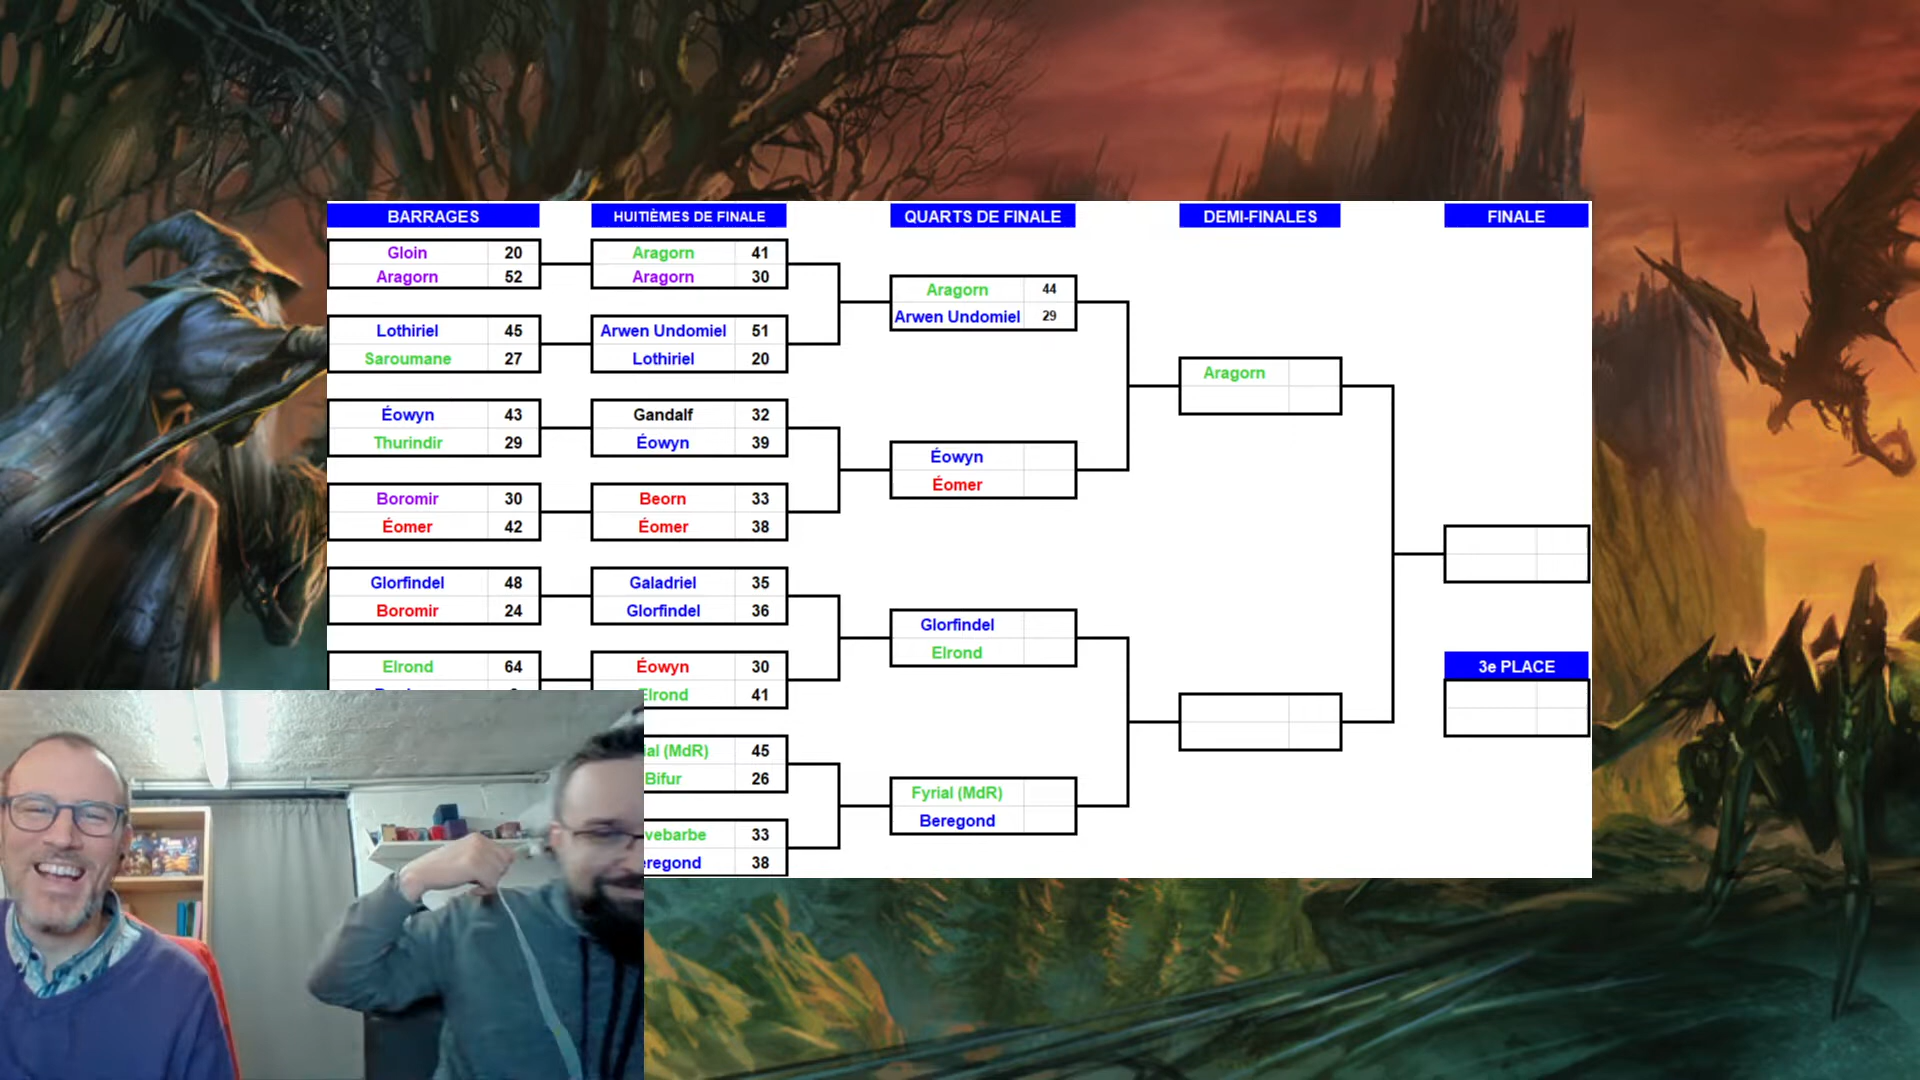 BARRAGES
Gloin 20
Aragorn 52
Lothiriel 45
Saroumane 27
Éowyn 43
Thurindir 29
Boromir 30
Éomer 42
Glorfindel 48
Boromir 24
Elrond 64
HUITIÈMES DE FINALE
Aragorn 41
Aragorn 30
Arwen Undomiel 51
Lothiriel 20
Gandalf 32
Éowyn 39
Beorn 33
Éomer 38
Galadriel 35
Glorfindel 36
Éowyn 30
Elrond 41
ial (MdR) 45
Bifur 26
vebarbe 33
eregond 38
QUARTS DE FINALE
Aragorn 44
Arwen Undomiel 29
Éowyn
Éomer
Glorfindel
Elrond
Fyrial (MdR)
Beregond
DEMI-FINALES
Aragorn
FINALE
3e PLACE